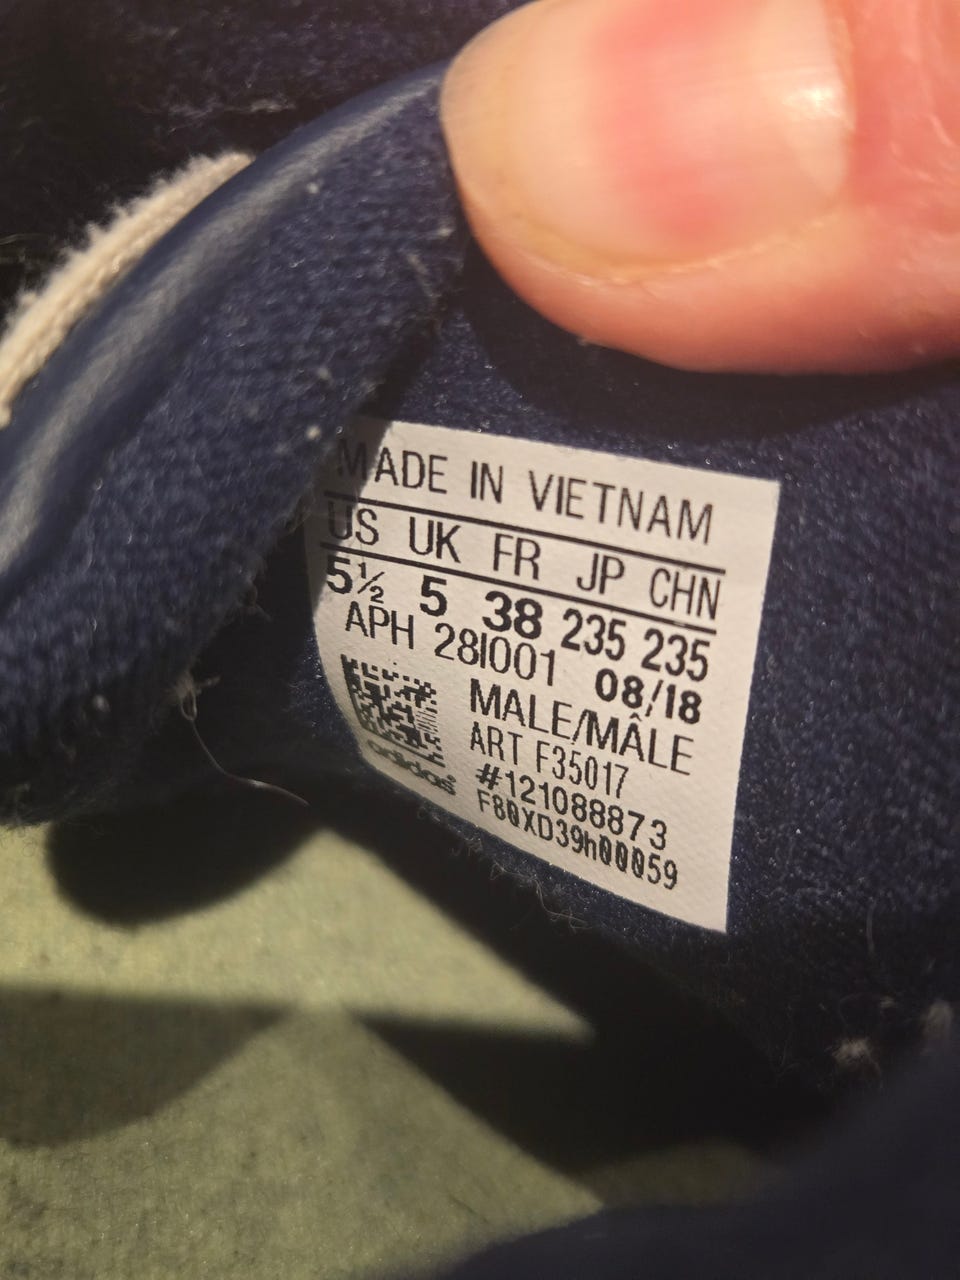 MADE IN VIETNAM
US UK FR JP CHN
5½ 5 38 235 235
APH 28I001 08/18
MALE/MÂLE
ART F35017
#121088873
F80XD39h00059
adidas